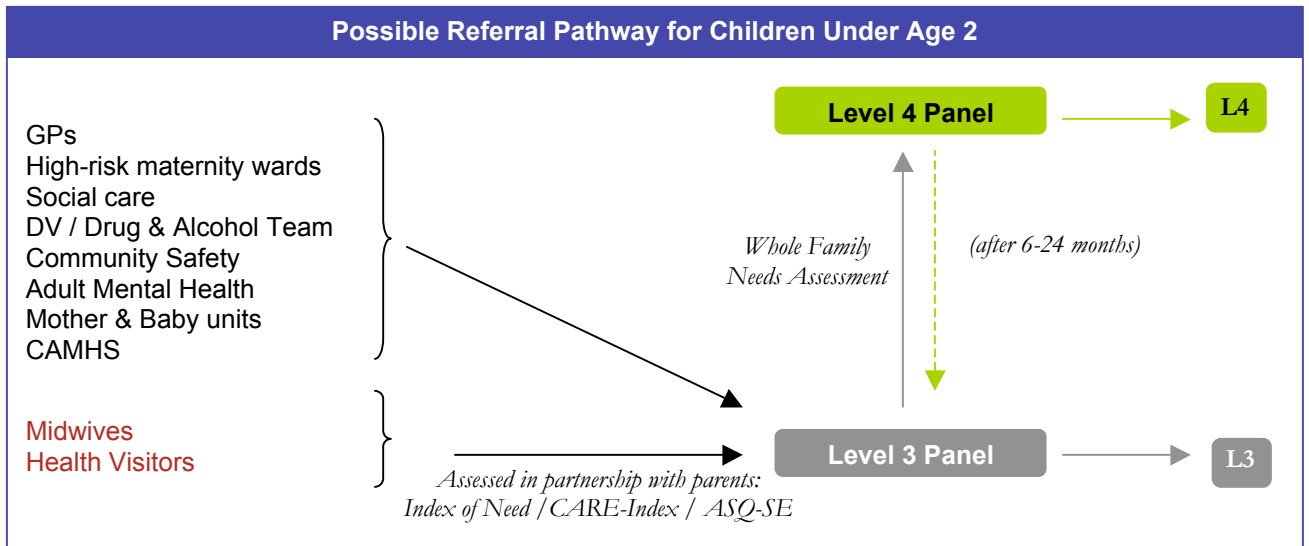 Possible Referral Pathway for Children Under Age 2
GPs
High-risk maternity wards
Social care
DV / Drug & Alcohol Team
Community Safety
Adult Mental Health
Mother & Baby units
CAMHS
Midwives
Health Visitors
Assessed in partnership with parents:
Index of Need / CARE-Index / ASQ-SE
Level 4 Panel
L4
Whole Family
Needs Assessment
(after 6-24 months)
Level 3 Panel
L3